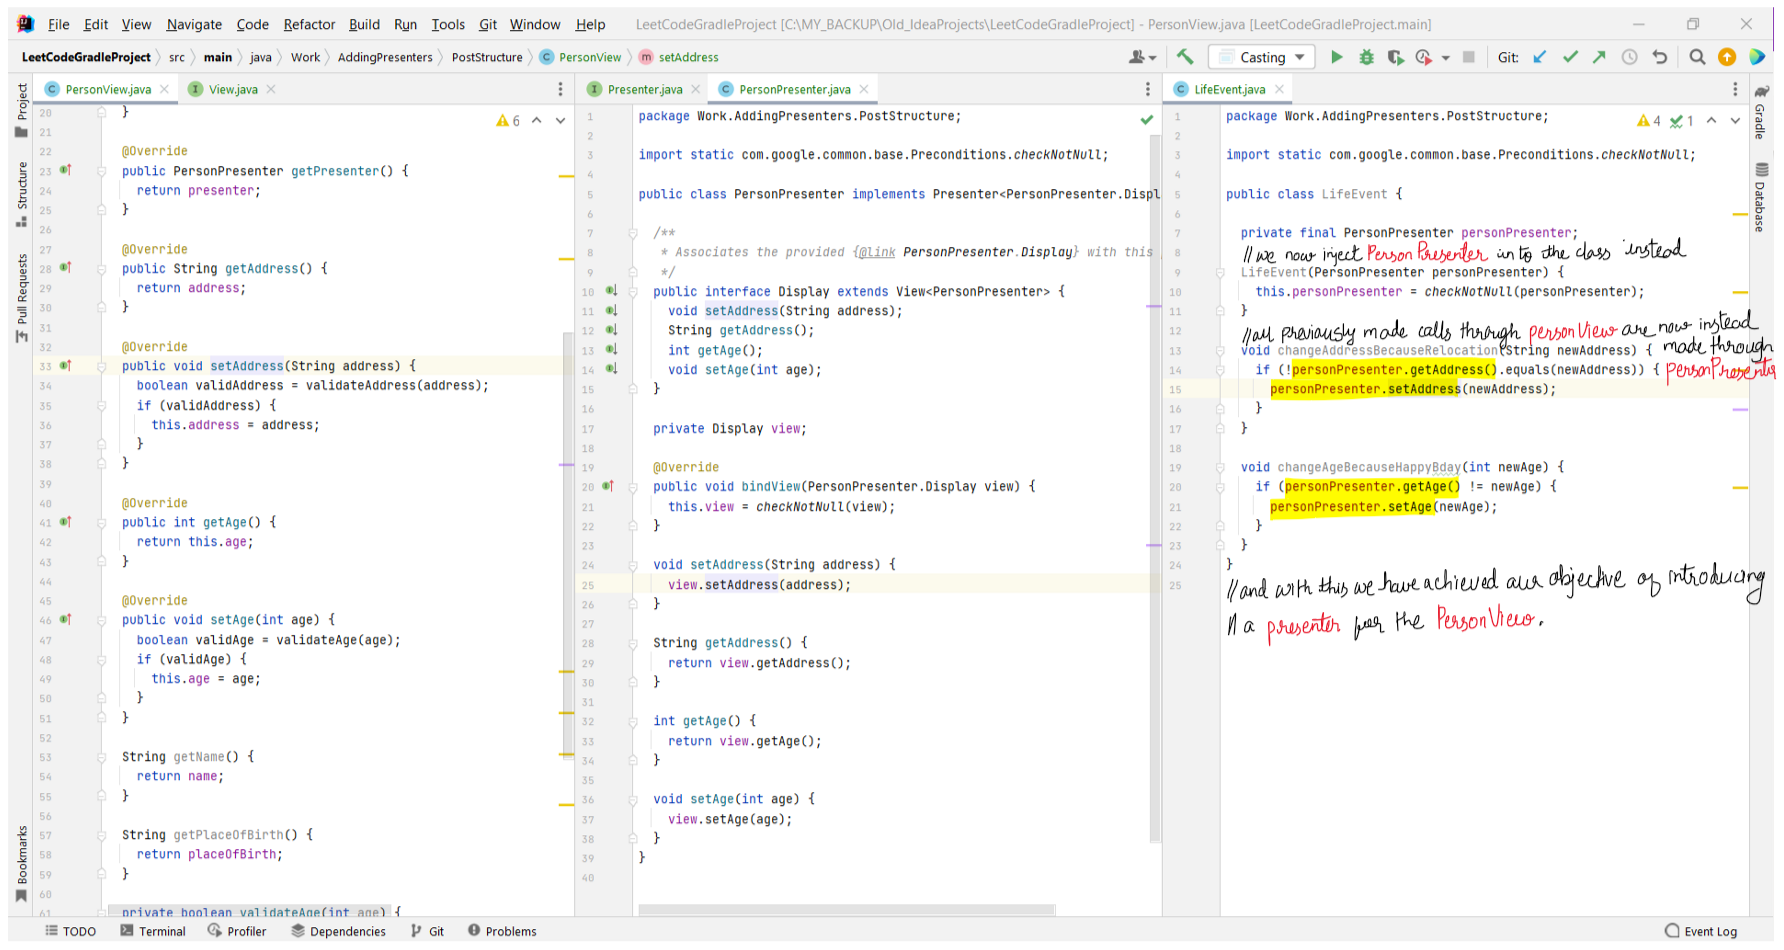 File Edit View Navigate Code Refactor Build Run Tools Git Window Help LeetCodeGradleProject [C:\MY_BACKUP\Old_IdeaProjects\LeetCodeGradleProject] - PersonView.java [LeetCodeGradleProject.main]
LeetCodeGradleProject src main java Work AddingPresenters PostStructure PersonView setAddress Casting Git:
PersonView.java View.java
6
20 }
21
22 @Override
23 public PersonPresenter getPresenter() {
24 return presenter;
25 }
26
27 @Override
28 public String getAddress() {
29 return address;
30 }
31
32 @Override
33 public void setAddress(String address) {
34 boolean validAddress = validateAddress(address);
35 if (validAddress) {
36 this.address = address;
37 }
38 }
39
40 @Override
41 public int getAge() {
42 return this.age;
43 }
44
45 @Override
46 public void setAge(int age) {
47 boolean validAge = validateAge(age);
48 if (validAge) {
49 this.age = age;
50 }
51 }
52
53 String getName() {
54 return name;
55 }
56
57 String getPlaceOfBirth() {
58 return placeOfBirth;
59 }
60
61 private boolean validateAge(int age) {
Presenter.java PersonPresenter.java
1 package Work.AddingPresenters.PostStructure;
2
3 import static com.google.common.base.Preconditions.checkNotNull;
4
5 public class PersonPresenter implements Presenter<PersonPresenter.Displ
6
7 /**
8 * Associates the provided {@link PersonPresenter.Display} with this
9 */
10 public interface Display extends View<PersonPresenter> {
11 void setAddress(String address);
12 String getAddress();
13 int getAge();
14 void setAge(int age);
15 }
16
17 private Display view;
18
19 @Override
20 public void bindView(PersonPresenter.Display view) {
21 this.view = checkNotNull(view);
22 }
23
24 void setAddress(String address) {
25 view.setAddress(address);
26 }
27
28 String getAddress() {
29 return view.getAddress();
30 }
31
32 int getAge() {
33 return view.getAge();
34 }
35
36 void setAge(int age) {
37 view.setAge(age);
38 }
39 }
40
LifeEvent.java
4 1
1 package Work.AddingPresenters.PostStructure;
2
3 import static com.google.common.base.Preconditions.checkNotNull;
4
5 public class LifeEvent {
6
7 private final PersonPresenter personPresenter;
8 //we now inject PersonPresenter into the class instead
9 LifeEvent(PersonPresenter personPresenter) {
10 this.personPresenter = checkNotNull(personPresenter);
11 }
12 //all previously made calls through personView are now instead
13 void changeAddressBecauseRelocation(String newAddress) { made through
14 if (!personPresenter.getAddress().equals(newAddress)) { personPresenter
15 personPresenter.setAddress(newAddress);
16 }
17 }
18
19 void changeAgeBecauseHappyBday(int newAge) {
20 if (personPresenter.getAge() != newAge) {
21 personPresenter.setAge(newAge);
22 }
23 }
24 }
25
//and with this we have achieved our objective of introducing
// a presenter for the PersonView.
Project
Structure
Pull Requests
Bookmarks
Gradle
Database
TODO Terminal Profiler Dependencies Git Problems Event Log